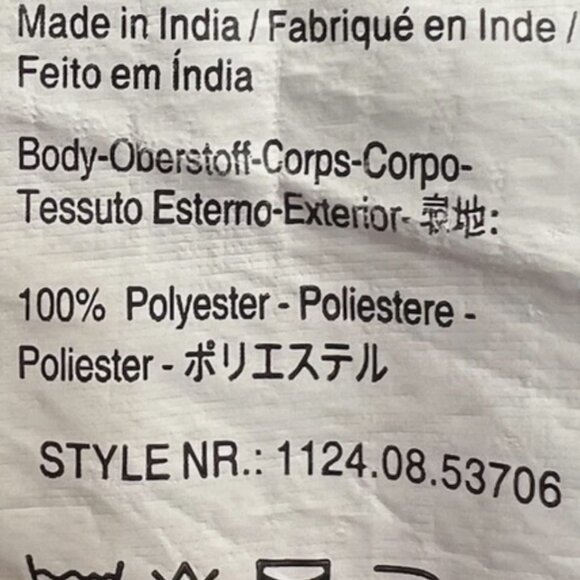 Made in India / Fabriqué en Inde /
Feito em Índia
Body-Oberstoff-Corps-Corpo-
Tessuto Esterno-Exterior- 表地:
100% Polyester - Poliestere -
Poliester - ポリエステル
STYLE NR.: 1124.08.53706